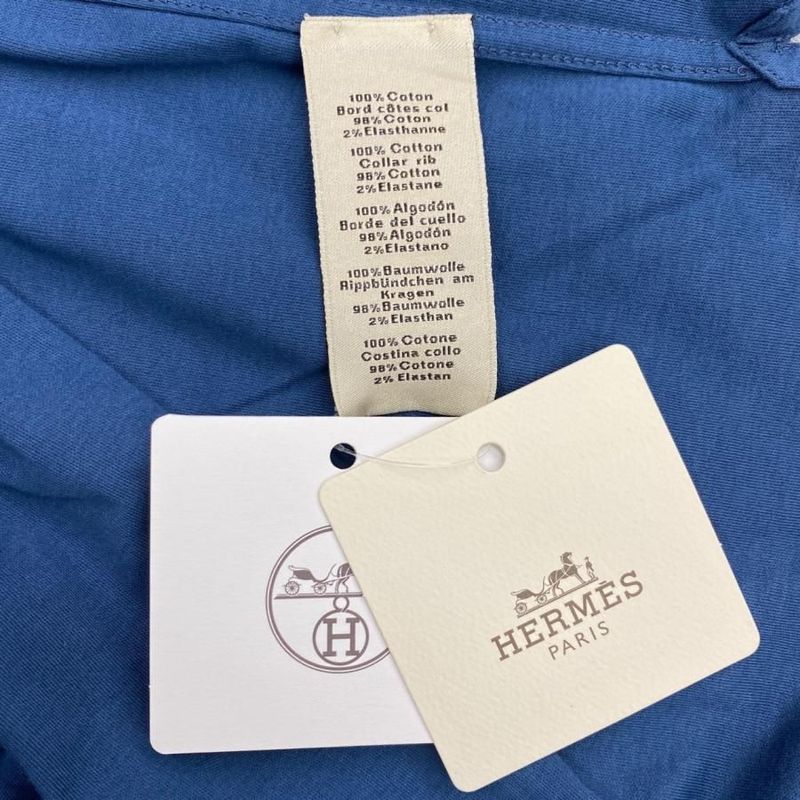 100% Coton
Bord côtes col
98% Coton
2% Elasthanne
100% Cotton
Collar rib
98% Cotton
2% Elastane
100% Algodón
Borde del cuello
98% Algodón
2% Elastano
100% Baumwolle
Rippbündchen am
Kragen
98% Baumwolle
2% Elasthan
100% Cotone
Costina collo
98% Cotone
2% Elastan
H
HERMÈS
PARIS